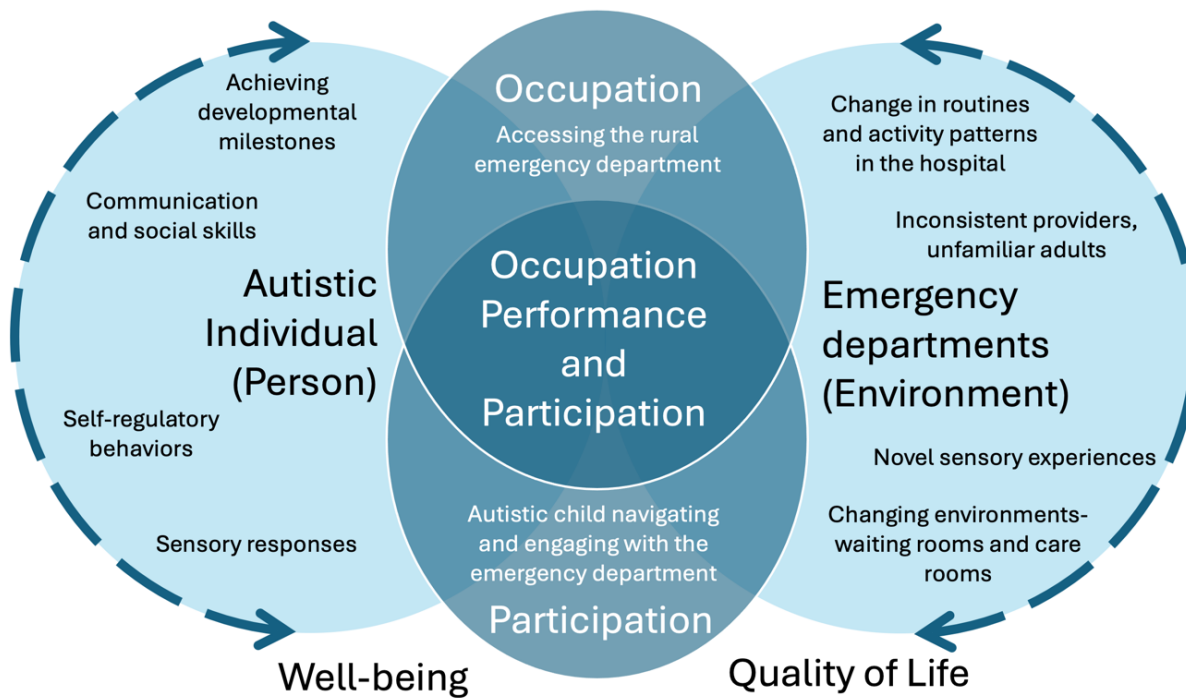 Achieving
developmental
milestones
Communication
and social skills
Autistic
Individual
(Person)
Self-regulatory
behaviors
Sensory responses
Occupation
Accessing the rural
emergency department
Occupation
Performance
and
Participation
Autistic child navigating
and engaging with the
emergency department
Participation
Change in routines
and activity patterns
in the hospital
Inconsistent providers,
unfamiliar adults
Emergency
departments
(Environment)
Novel sensory experiences
Changing environments-
waiting rooms and care
rooms
Well-being
Quality of Life